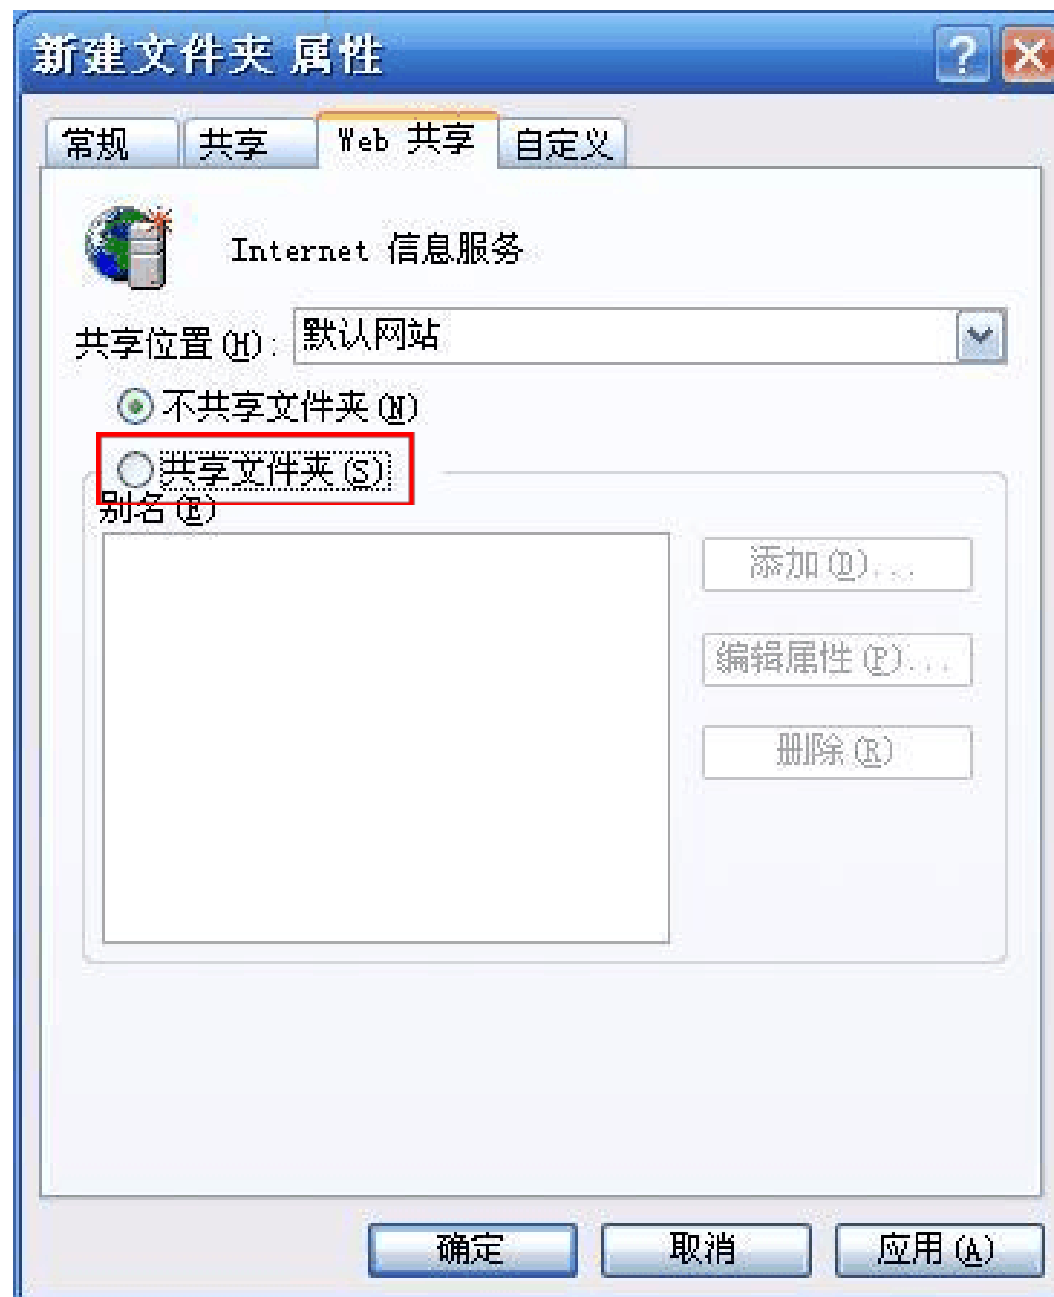 新建文件夹 属性
常规 共享 Web 共享 自定义
Internet 信息服务
共享位置(H): 默认网站
不共享文件夹(N)
共享文件夹(S)
别名(E)
添加(D)...
编辑属性(P)...
删除(R)
确定 取消 应用(A)